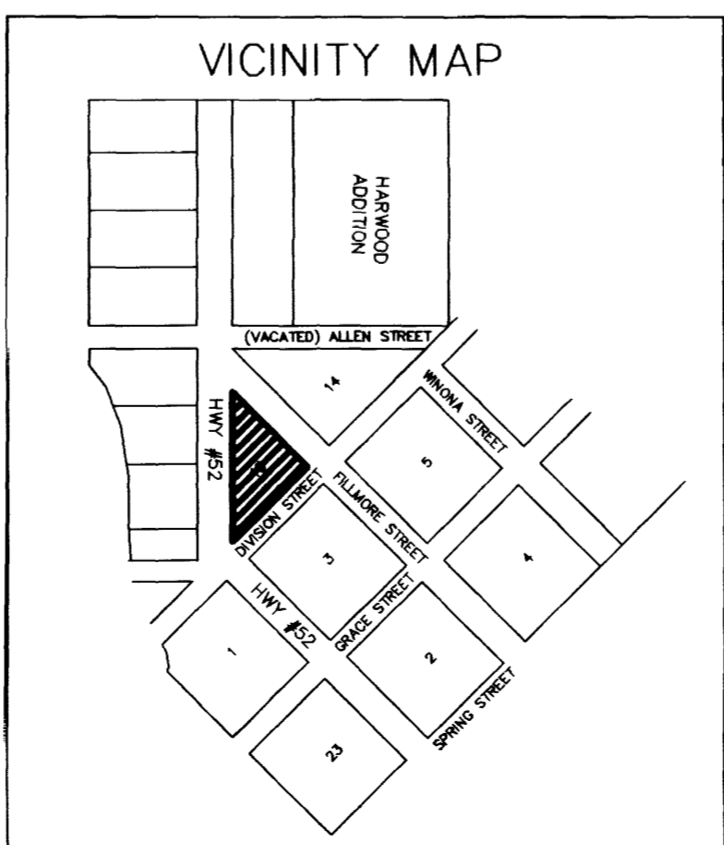 VICINITY MAP
HARWOOD
ADDITION
(VACATED) ALLEN STREET
14
WINONA STREET
HWY #52
5
DIVISION STREET
FILLMORE STREET
3
4
HWY #52
GRACE STREET
1
2
SPRING STREET
23